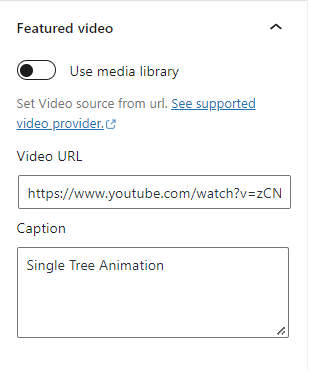 Featured video
Use media library
Set Video source from url. See supported
video provider.
Video URL
https://www.youtube.com/watch?v=zCN
Caption
Single Tree Animation